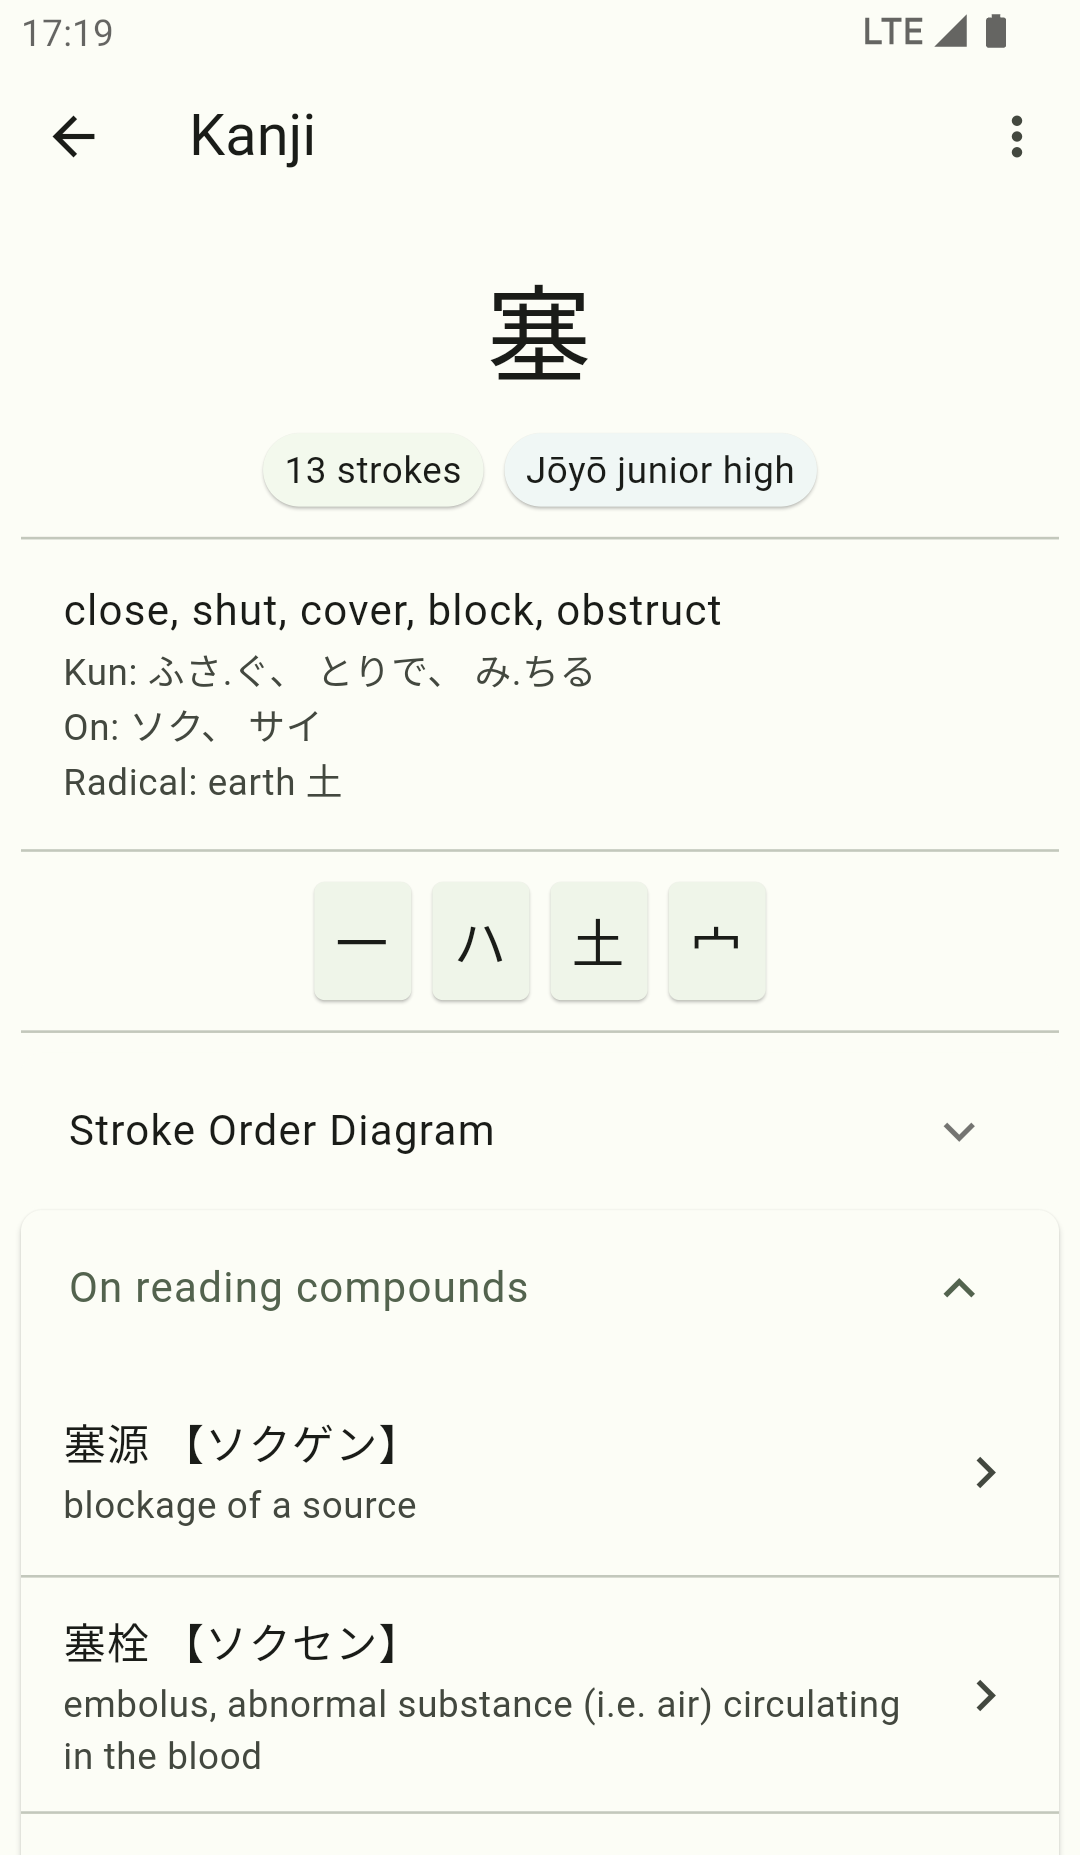 17:19 LTE
Kanji
塞
13 strokes Jōyō junior high
close, shut, cover, block, obstruct
Kun: ふさ.ぐ、 とりで、 み.ちる
On: ソク、 サイ
Radical: earth 土
一 ハ 土 宀
Stroke Order Diagram
On reading compounds
塞源 【ソクゲン】
blockage of a source
塞栓 【ソクセン】
embolus, abnormal substance (i.e. air) circulating
in the blood